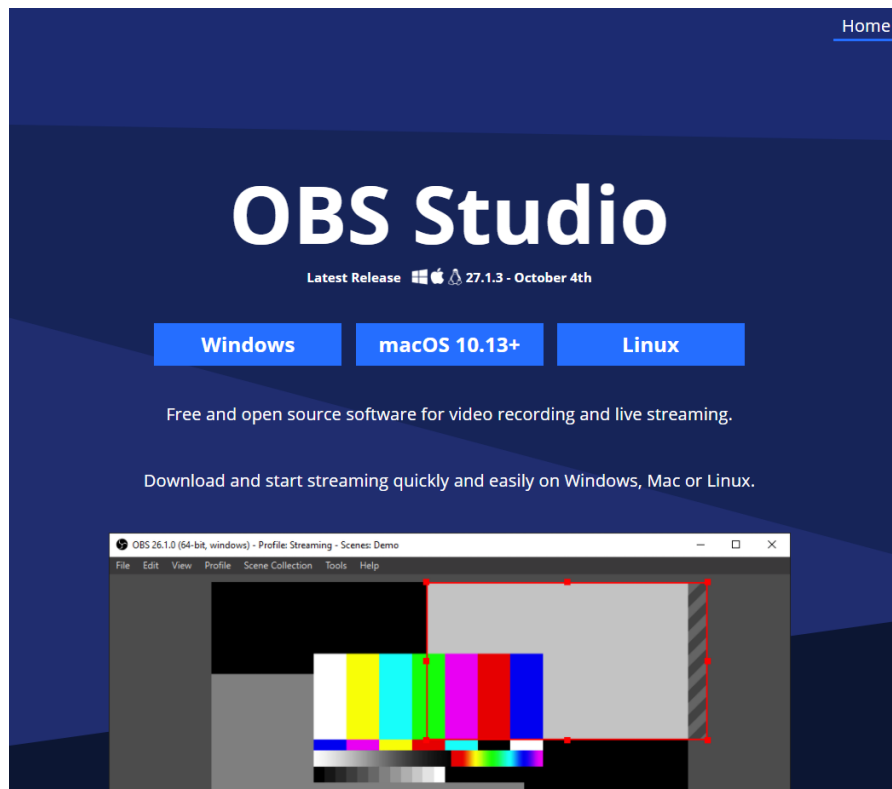 Home
OBS Studio
Latest Release 27.1.3 - October 4th
Windows macOS 10.13+ Linux
Free and open source software for video recording and live streaming.
Download and start streaming quickly and easily on Windows, Mac or Linux.
OBS 26.1.0 (64-bit, windows) - Profile: Streaming - Scenes: Demo
File Edit View Profile Scene Collection Tools Help